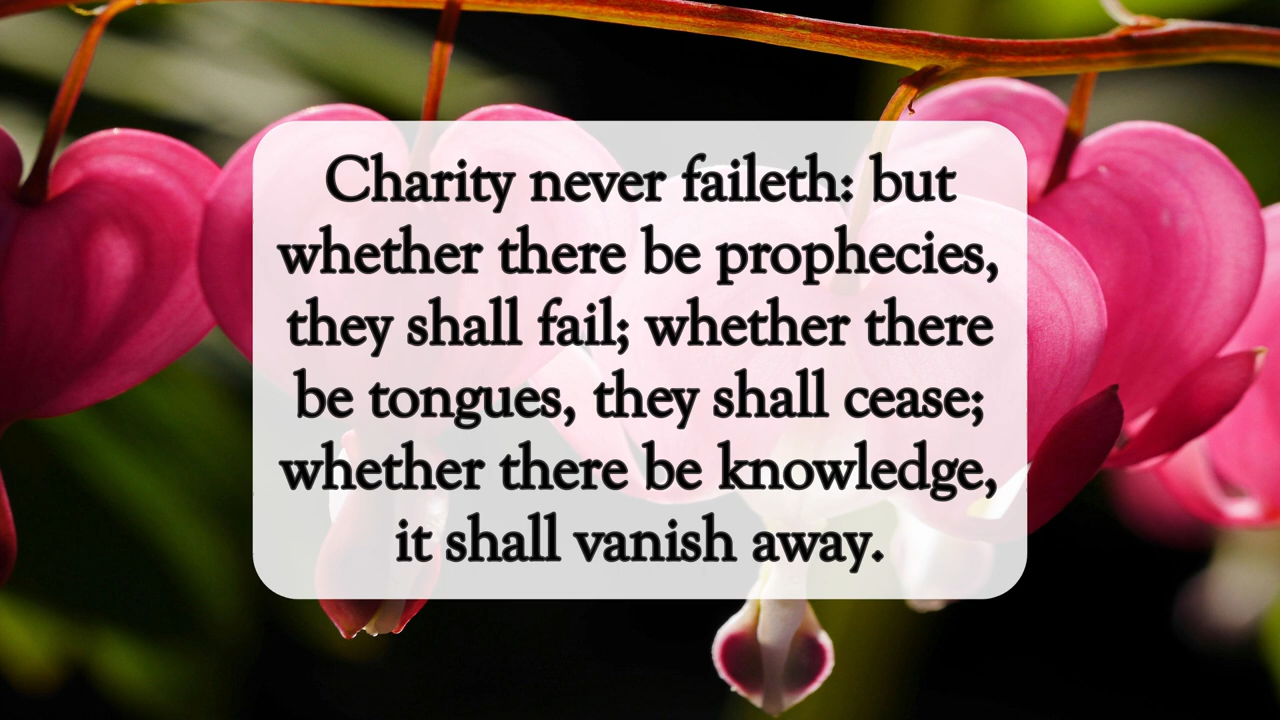 Charity never faileth: but
whether there be prophecies,
they shall fail; whether there
be tongues, they shall cease;
whether there be knowledge,
it shall vanish away.